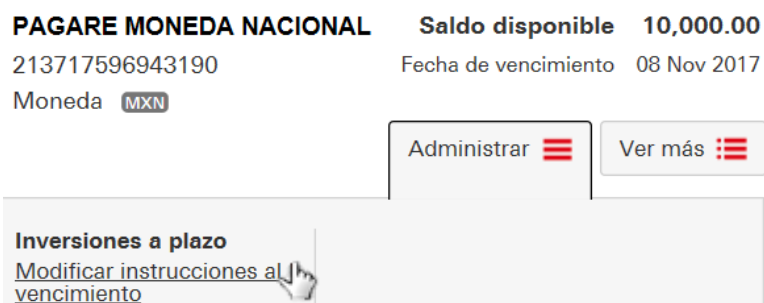 PAGARE MONEDA NACIONAL Saldo disponible 10,000.00
213717596943190 Fecha de vencimiento 08 Nov 2017
Moneda MXN
Administrar Ver más
Inversiones a plazo
Modificar instrucciones al
vencimiento